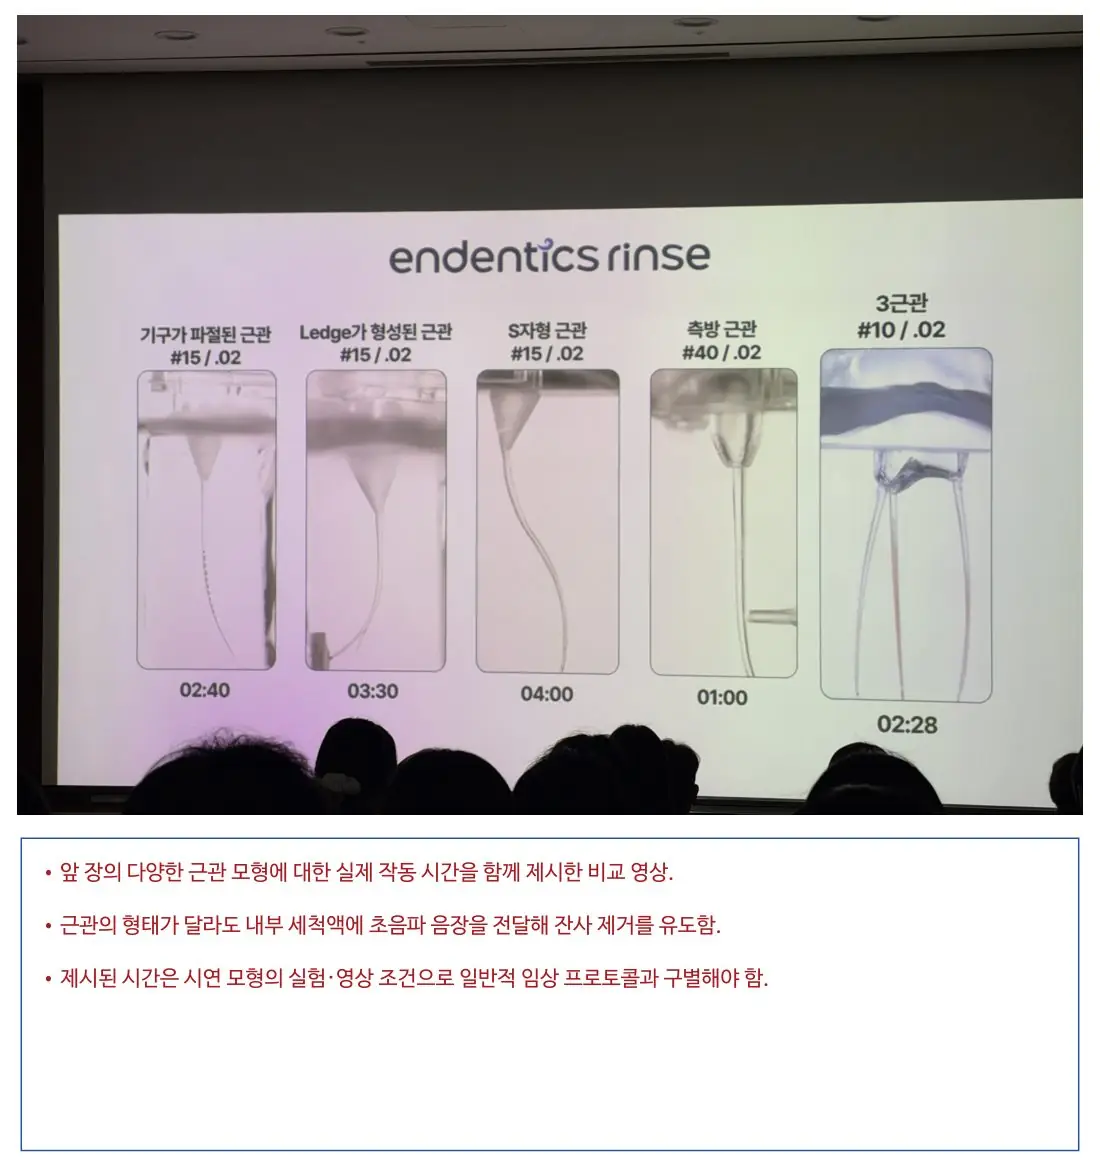 endentics rinse
기구가 파절된 근관
#15 / .02
Ledge가 형성된 근관
#15 / .02
S자형 근관
#15 / .02
측방 근관
#40 / .02
3근관
#10 / .02
02:40
03:30
04:00
01:00
02:28
• 앞 장의 다양한 근관 모형에 대한 실제 작동 시간을 함께 제시한 비교 영상.
• 근관의 형태가 달라도 내부 세척액에 초음파 음장을 전달해 잔사 제거를 유도함.
• 제시된 시간은 시연 모형의 실험·영상 조건으로 일반적 임상 프로토콜과 구별해야 함.